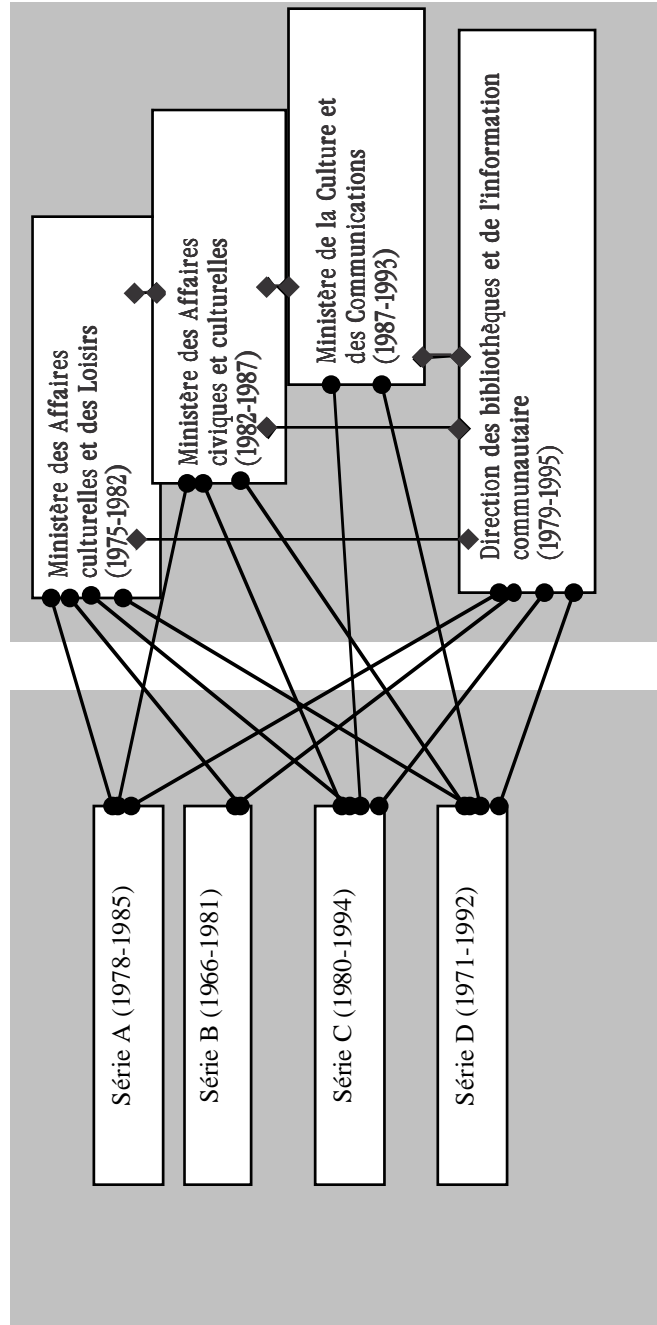 Ministère des Affaires
culturelles et des Loisirs
(1975-1982)
Ministère des Affaires
civiques et culturelles
(1982-1987)
Ministère de la Culture et
des Communications
(1987-1993)
Direction des bibliothèques et de l'information
communautaire
(1979-1995)
Série A (1978-1985)
Série B (1966-1981)
Série C (1980-1994)
Série D (1971-1992)